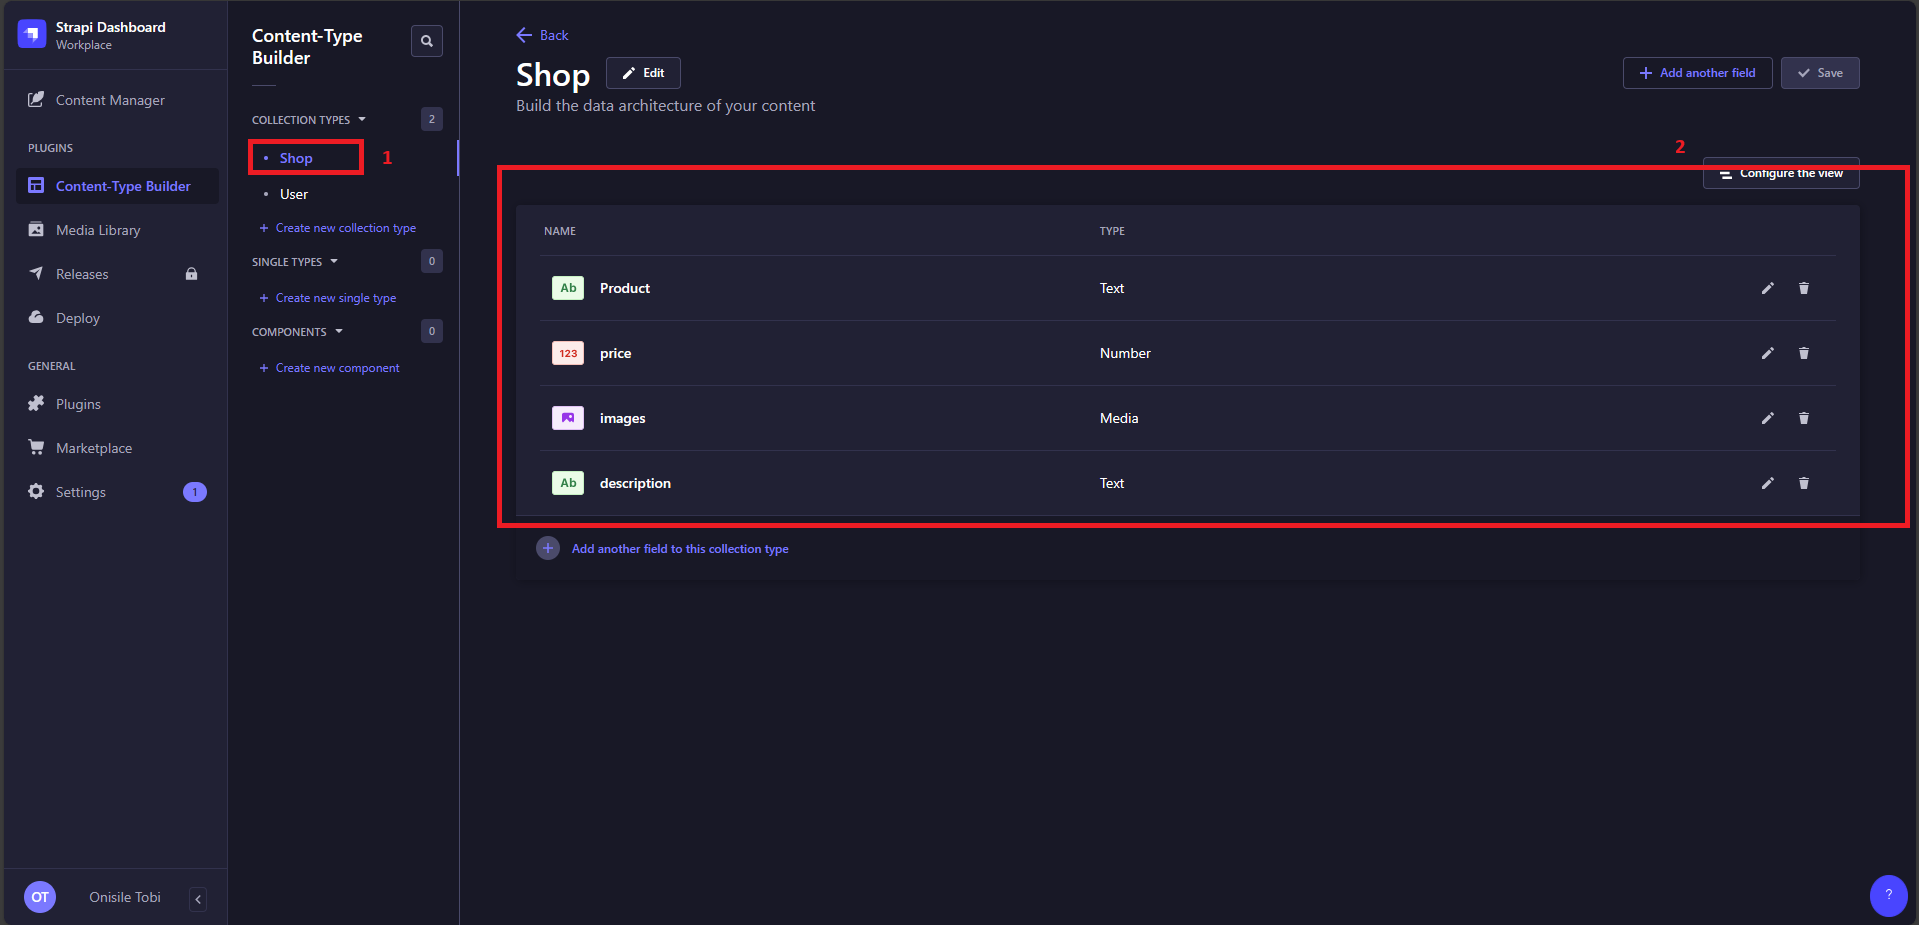 Strapi Dashboard
Workplace
Content Manager
PLUGINS
Content-Type Builder
Media Library
Releases
Deploy
GENERAL
Plugins
Marketplace
Settings 1
OT Onisile Tobi
Content-Type
Builder
COLLECTION TYPES 2
Shop 1
User
+ Create new collection type
SINGLE TYPES 0
+ Create new single type
COMPONENTS 0
+ Create new component
Back
Shop Edit
Build the data architecture of your content
+ Add another field Save
2
Configure the view
NAME TYPE
Ab Product Text
123 price Number
images Media
Ab description Text
+ Add another field to this collection type
?